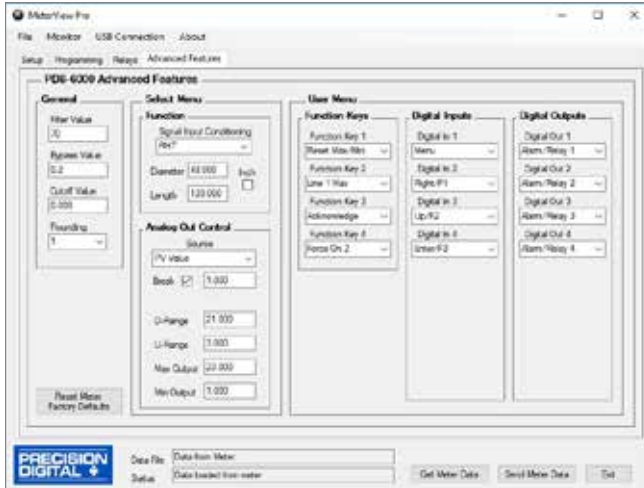 MeterView Pro
File Monitor USB Connection About
Setup Programming Relays Advanced Features
PD6-6000 Advanced Features
General
Filter Value
70
Bypass Value
0.2
Cutoff Value
0.000
Rounding
1
Reset Meter
Factory Defaults
Select Menu
Function
Signal Input Conditioning
RHT
Diameter 48.000 Inch
Length 120.000
Analog Out Control
Source
PV Value
Break 1.000
O-Range 21.000
U-Range 3.000
Max Output 23.000
Min Output 1.000
User Menu
Function Keys
Function Key 1
Reset Max/Min
Function Key 2
Line 1 Max
Function Key 3
Acknowledge
Function Key 4
Force On 2
Digital Inputs
Digital In 1
Menu
Digital In 2
Right/F1
Digital In 3
Up/F2
Digital In 4
Enter/F3
Digital Outputs
Digital Out 1
Alarm/Relay 1
Digital Out 2
Alarm/Relay 2
Digital Out 3
Alarm/Relay 3
Digital Out 4
Alarm/Relay 4
PRECISION
DIGITAL
Data File Data from Meter
Status Data loaded from meter
Get Meter Data Send Meter Data Exit